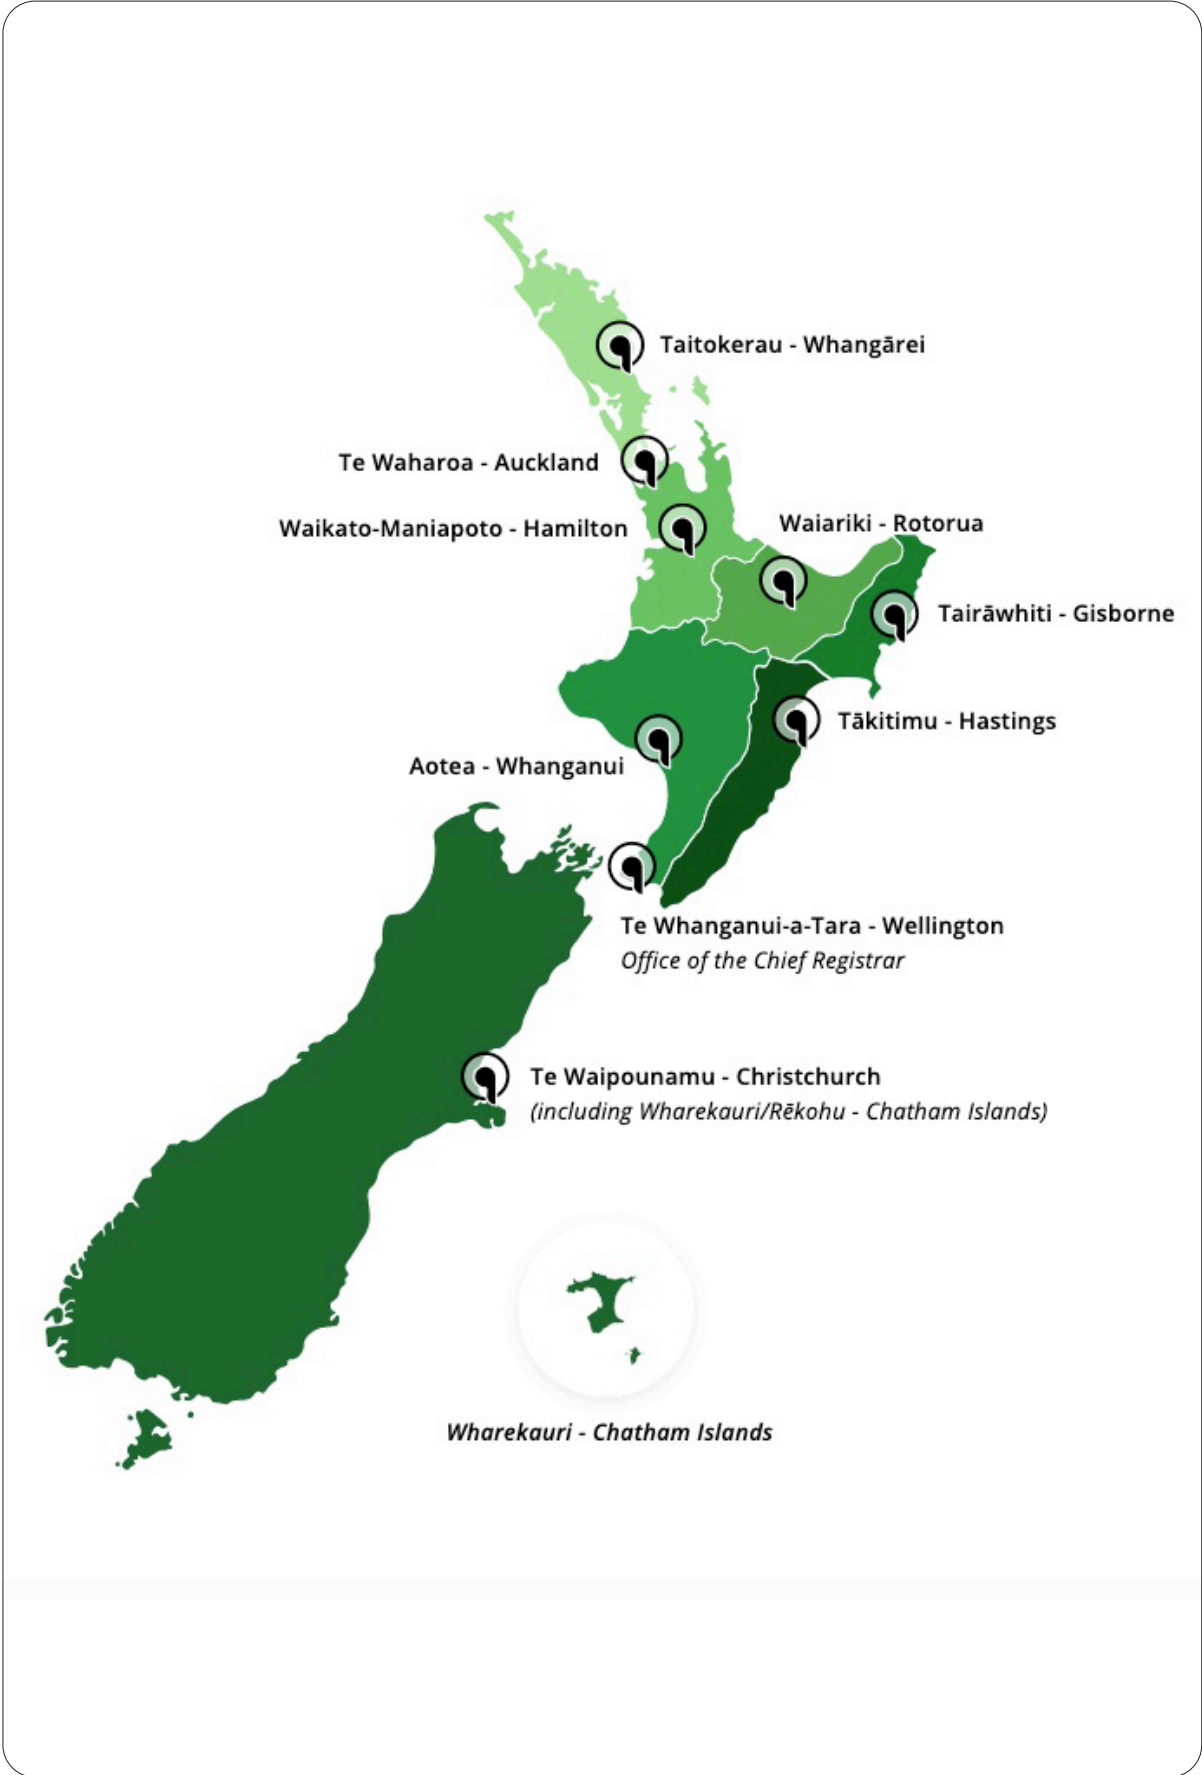 Taitokerau - Whangārei
Te Waharoa - Auckland
Waikato-Maniapoto - Hamilton
Waiariki - Rotorua
Tairāwhiti - Gisborne
Tākitimu - Hastings
Aotea - Whanganui
Te Whanganui-a-Tara - Wellington
Office of the Chief Registrar
Te Waipounamu - Christchurch
(including Wharekauri/Rēkohu - Chatham Islands)
Wharekauri - Chatham Islands